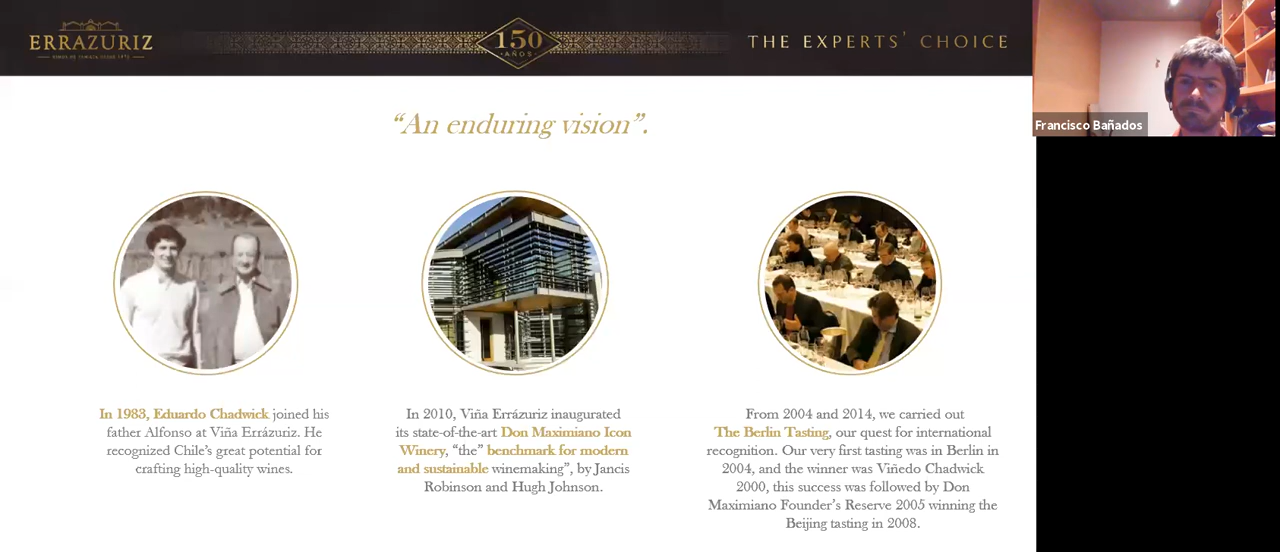 ERRAZURIZ
150
AÑOS
THE EXPERTS' CHOICE
Francisco Bañados
“An enduring vision”.
In 1983, Eduardo Chadwick joined his
father Alfonso at Viña Errázuriz. He
recognized Chile’s great potential for
crafting high-quality wines.
In 2010, Viña Errázuriz inaugurated
its state-of-the-art Don Maximiano Icon
Winery, “the” benchmark for modern
and sustainable winemaking”, by Jancis
Robinson and Hugh Johnson.
From 2004 and 2014, we carried out
The Berlin Tasting, our quest for international
recognition. Our very first tasting was in Berlin in
2004, and the winner was Viñedo Chadwick
2000, this success was followed by Don
Maximiano Founder’s Reserve 2005 winning the
Beijing tasting in 2008.